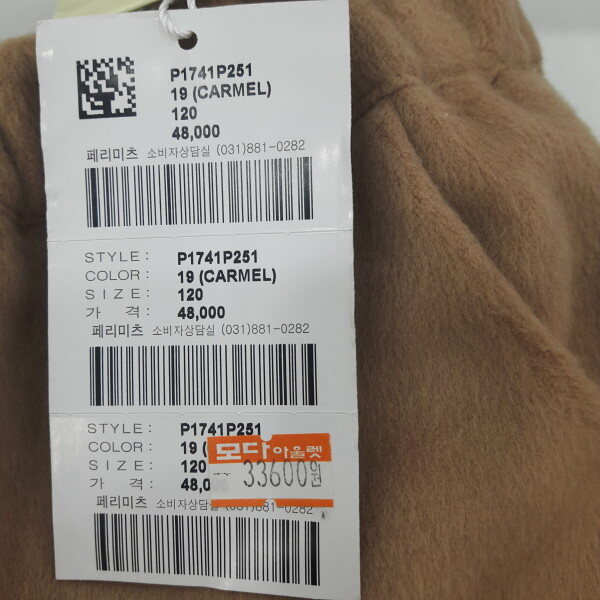 P1741P251
19 (CARMEL)
120
48,000
페리미츠 소비자상담실 (031)881-0282
STYLE: P1741P251
COLOR: 19 (CARMEL)
SIZE: 120
가 격: 48,000
페리미츠 소비자상담실 (031)881-0282
STYLE: P1741P251
COLOR: 19 (
모다아울렛
SIZE: 120
33600원
가 격: 48,0
페리미츠 소비자상담실 (031)881-0282